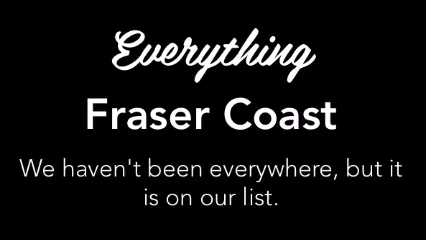 Everything
Fraser Coast
We haven't been everywhere, but it
is on our list.